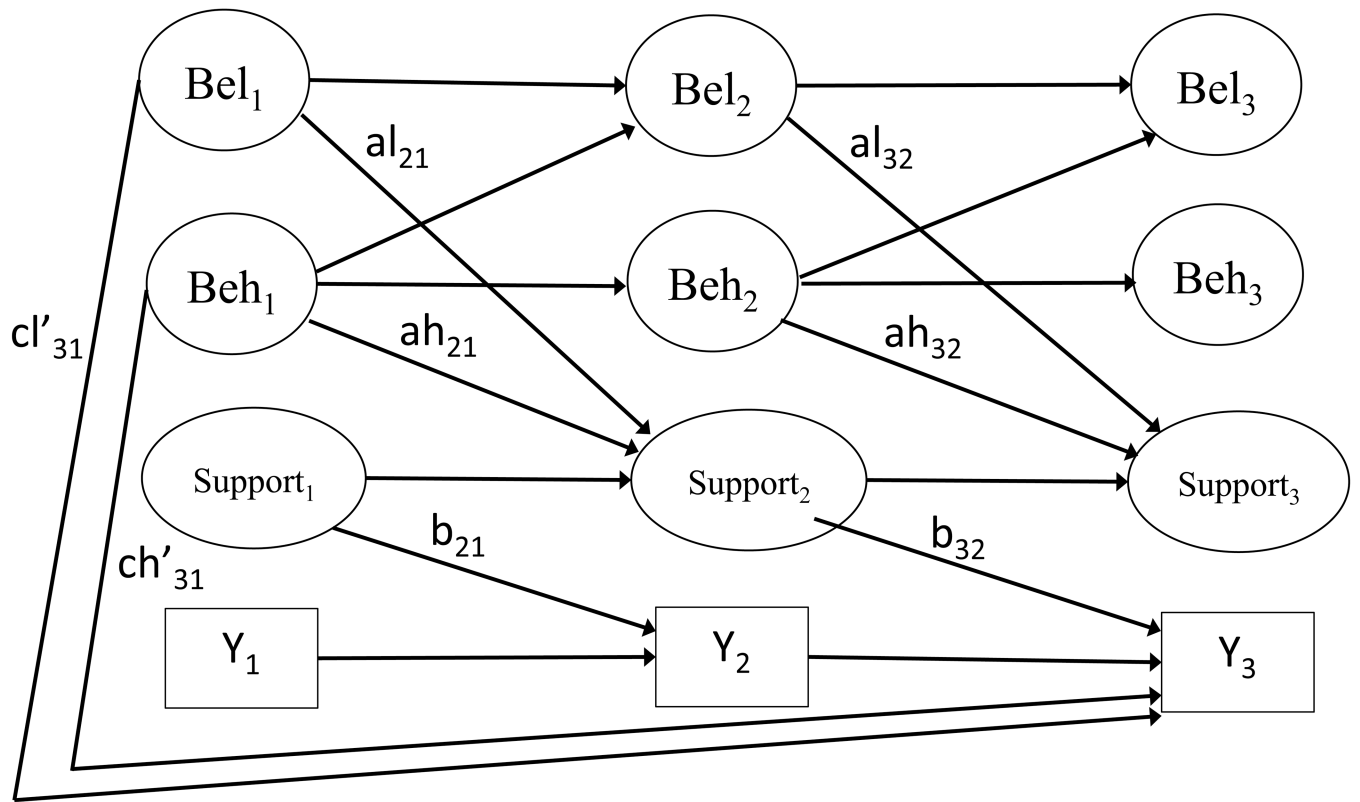 Bel₁ Bel₂ Bel₃
al₂₁ al₃₂
Beh₁ Beh₂ Beh₃
cl’₃₁ ah₂₁ ah₃₂
Support₁ Support₂ Support₃
b₂₁ b₃₂
ch’₃₁
Y₁ Y₂ Y₃